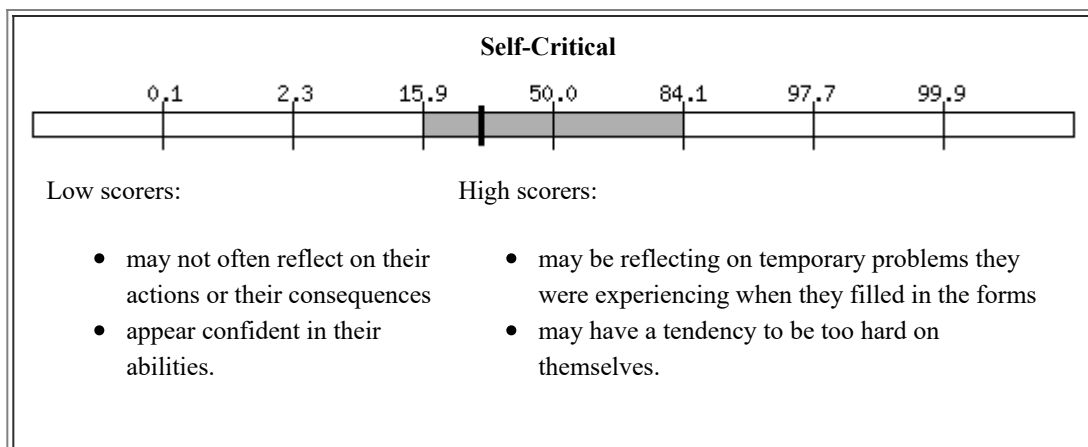 Self-Critical
0.1 2.3 15.9 50.0 84.1 97.7 99.9
Low scorers:
may not often reflect on their
actions or their consequences
appear confident in their
abilities.
High scorers:
may be reflecting on temporary problems they
were experiencing when they filled in the forms
may have a tendency to be too hard on
themselves.